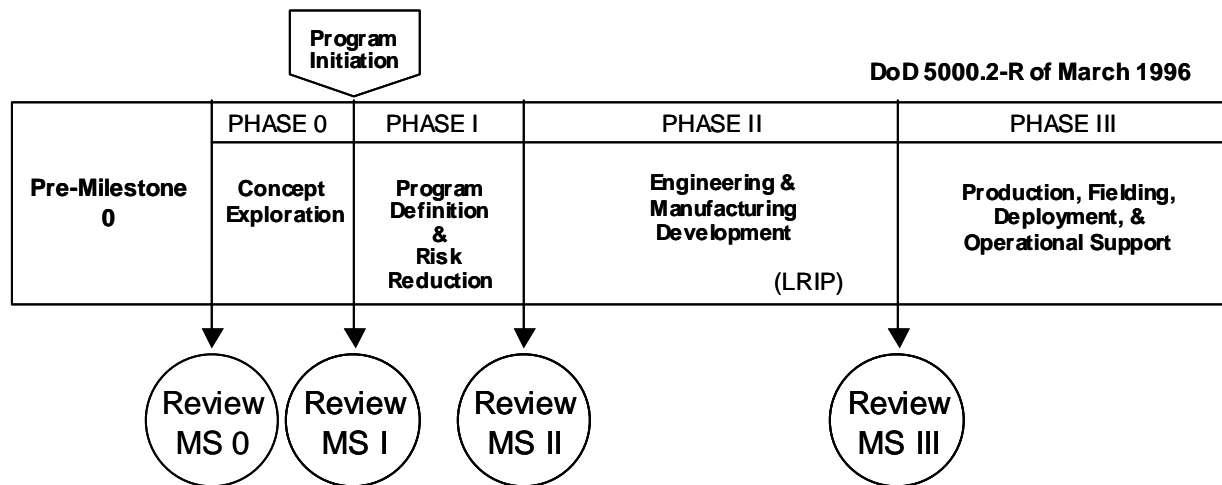 Program
Initiation
DoD 5000.2-R of March 1996
PHASE 0
PHASE I
PHASE II
PHASE III
Pre-Milestone
0
Concept
Exploration
Program
Definition
&
Risk
Reduction
Engineering &
Manufacturing
Development
(LRIP)
Production, Fielding,
Deployment, &
Operational Support
Review
MS 0
Review
MS I
Review
MS II
Review
MS III